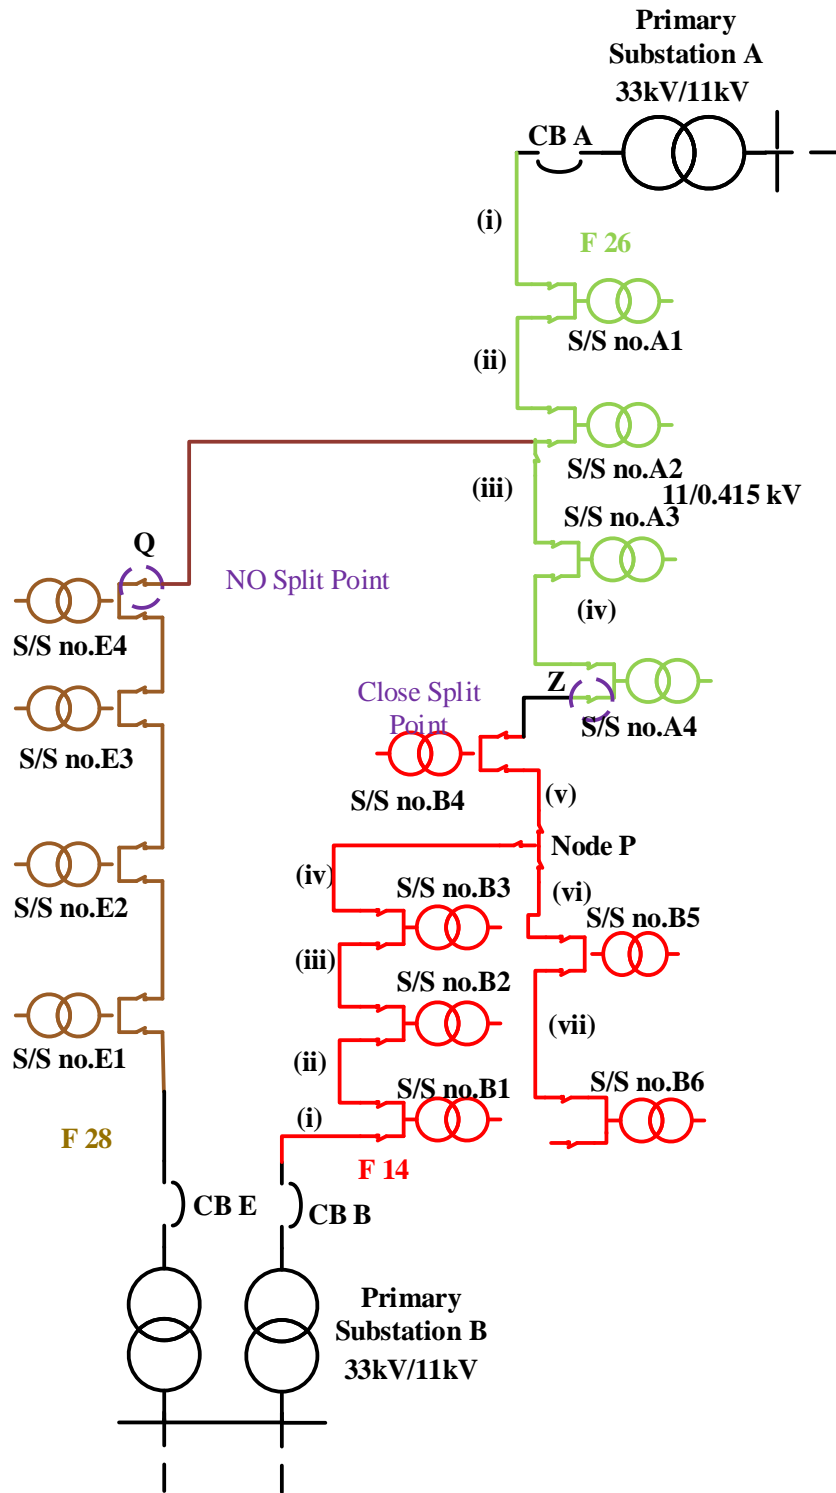 Primary
Substation A
33kV/11kV
CB A
(i)
F 26
S/S no.A1
(ii)
S/S no.A2
(iii)
11/0.415 kV
S/S no.A3
Q
NO Split Point
(iv)
S/S no.E4
Close Split
Point
Z
S/S no.A4
S/S no.E3
S/S no.B4
(v)
Node P
(iv)
S/S no.B3
(vi)
S/S no.B5
S/S no.E2
(iii)
S/S no.B2
(vii)
S/S no.E1
(ii)
S/S no.B1
S/S no.B6
(i)
F 28
F 14
CB E
CB B
Primary
Substation B
33kV/11kV